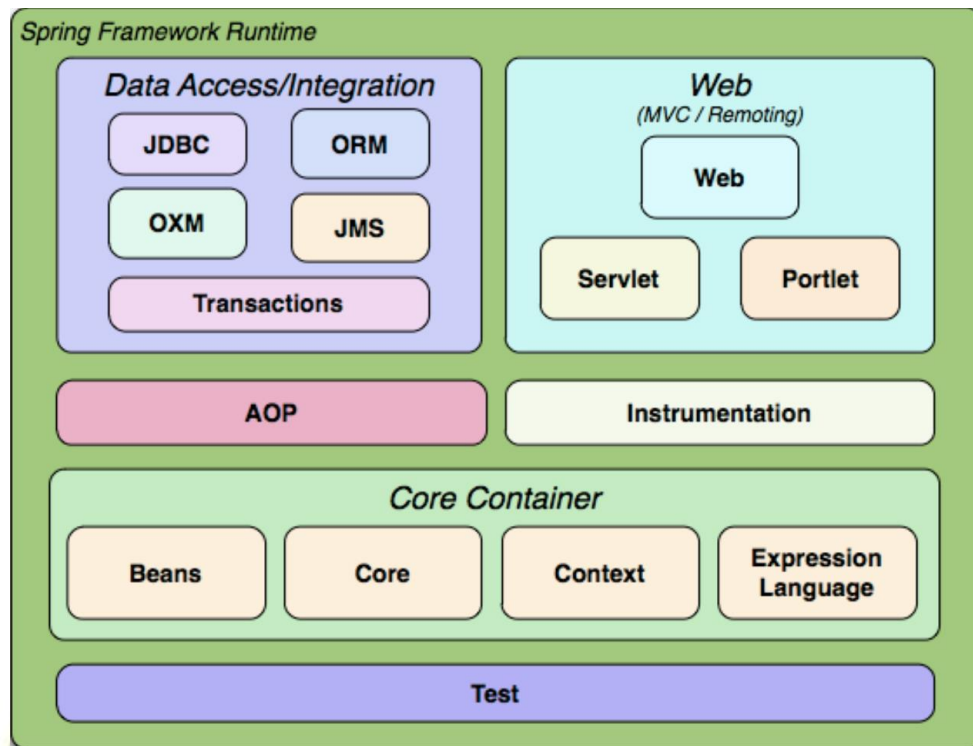 Spring Framework Runtime
Data Access/Integration
JDBC
ORM
OXM
JMS
Transactions
Web
(MVC / Remoting)
Web
Servlet
Portlet
AOP
Instrumentation
Core Container
Beans
Core
Context
Expression
Language
Test